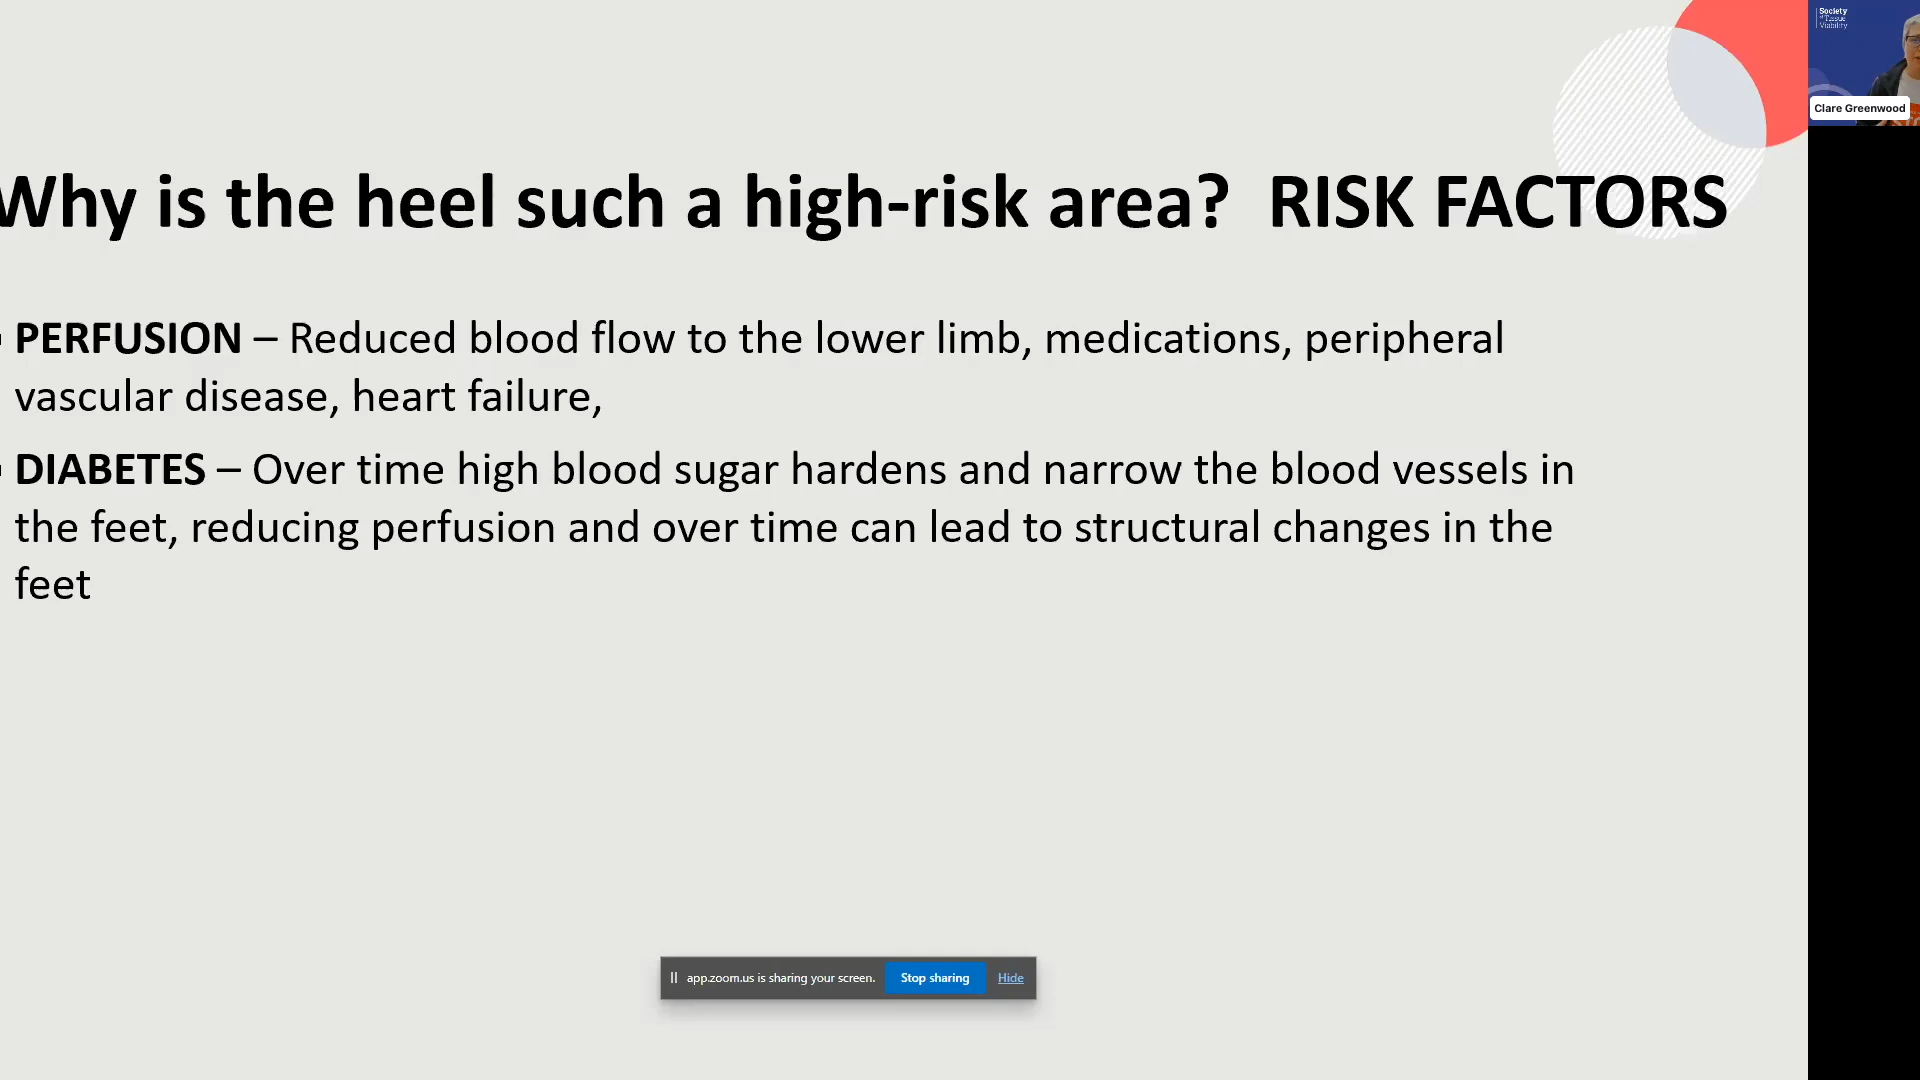 Society
of Tissue
Viability
Clare Greenwood
Why is the heel such a high-risk area? RISK FACTORS
PERFUSION – Reduced blood flow to the lower limb, medications, peripheral
vascular disease, heart failure,
DIABETES – Over time high blood sugar hardens and narrow the blood vessels in
the feet, reducing perfusion and over time can lead to structural changes in the
feet
app.zoom.us is sharing your screen.
Stop sharing
Hide